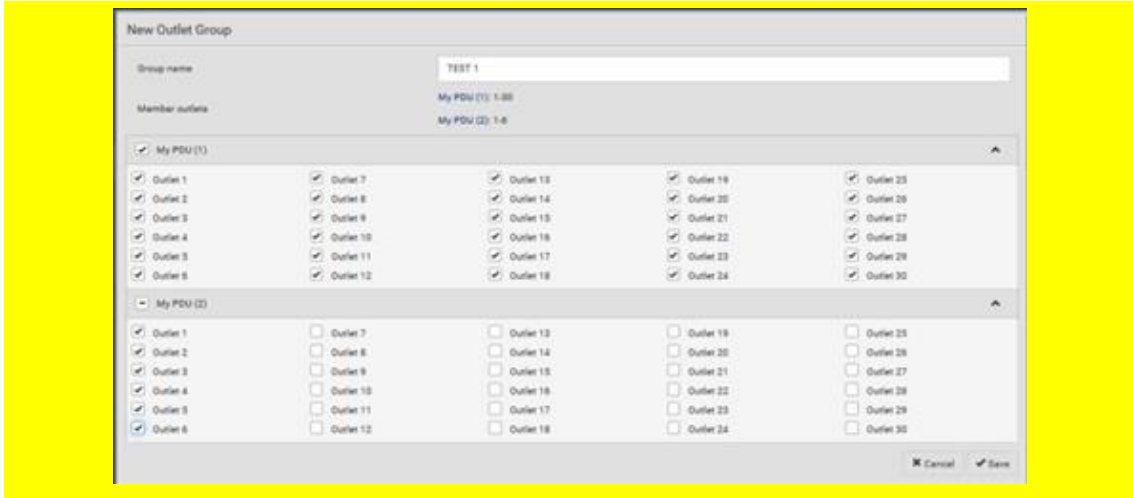 New Outlet Group
Group name TEST 1
Member outlets
My PDU (1): 1-30
My PDU (2): 1-6
My PDU (1)
Outlet 1 Outlet 7 Outlet 13 Outlet 19 Outlet 25
Outlet 2 Outlet 8 Outlet 14 Outlet 20 Outlet 26
Outlet 3 Outlet 9 Outlet 15 Outlet 21 Outlet 27
Outlet 4 Outlet 10 Outlet 16 Outlet 22 Outlet 28
Outlet 5 Outlet 11 Outlet 17 Outlet 23 Outlet 29
Outlet 6 Outlet 12 Outlet 18 Outlet 24 Outlet 30
My PDU (2)
Outlet 1 Outlet 7 Outlet 13 Outlet 19 Outlet 25
Outlet 2 Outlet 8 Outlet 14 Outlet 20 Outlet 26
Outlet 3 Outlet 9 Outlet 15 Outlet 21 Outlet 27
Outlet 4 Outlet 10 Outlet 16 Outlet 22 Outlet 28
Outlet 5 Outlet 11 Outlet 17 Outlet 23 Outlet 29
Outlet 6 Outlet 12 Outlet 18 Outlet 24 Outlet 30
Cancel Save